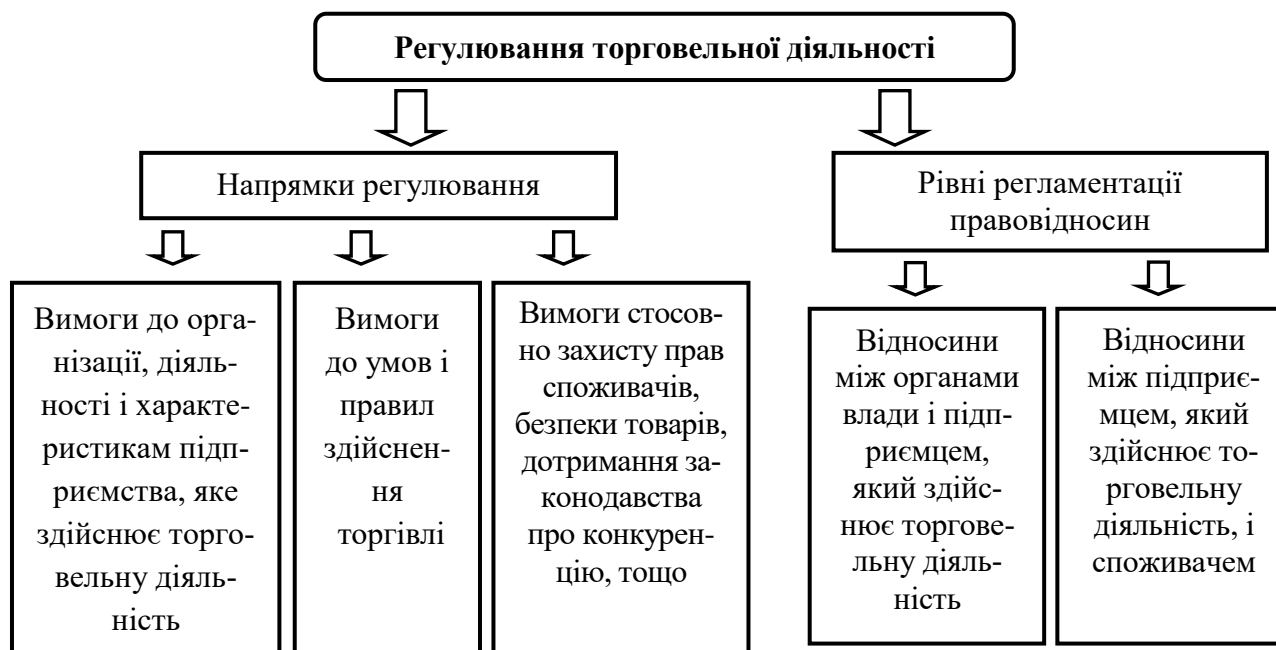 Регулювання торговельної діяльності
Напрямки регулювання
Рівні регламентації
правовідносин
Вимоги до орга-
нізації, діяль-
ності і характе-
ристикам підп-
риємства, яке
здійснює торго-
вельну діяль-
ність
Вимоги
до умов і
правил
здійснен-
ня
торгівлі
Вимоги стосов-
но захисту прав
споживачів,
безпеки товарів,
дотримання за-
конодавства
про конкурен-
цію, тощо
Відносини
між органами
влади і підп-
риємцем,
який здійс-
нює торгове-
льну діяль-
ність
Відносини
між підприє-
мцем, який
здійснює то-
рговельну
діяльність, і
споживачем